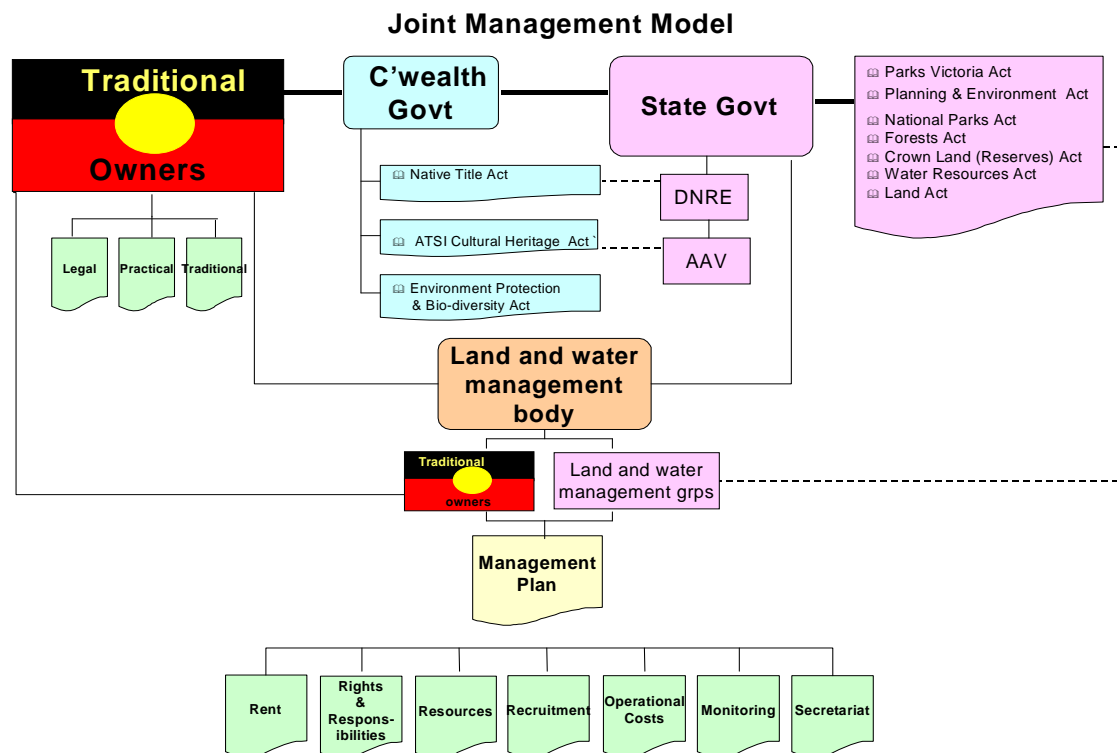 Joint Management Model
Traditional
Owners
C'wealth
Govt
State Govt
Parks Victoria Act
Planning & Environment Act
National Parks Act
Forests Act
Crown Land (Reserves) Act
Water Resources Act
Land Act
Native Title Act
ATSI Cultural Heritage Act `
Environment Protection
& Bio-diversity Act
DNRE
AAV
Legal
Practical
Traditional
Land and water
management
body
Traditional
owners
Land and water
management grps
Management
Plan
Rent
Rights
&
Respons-
ibilities
Resources
Recruitment
Operational
Costs
Monitoring
Secretariat